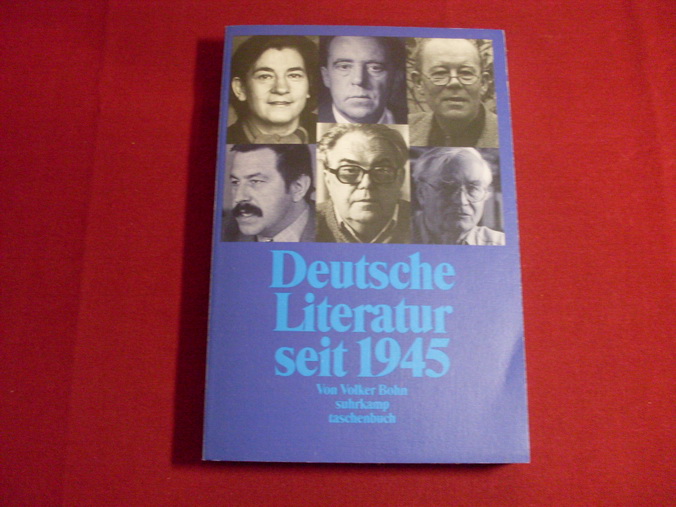 Deutsche
Literatur
seit 1945
Von Volker Bohn
suhrkamp
taschenbuch